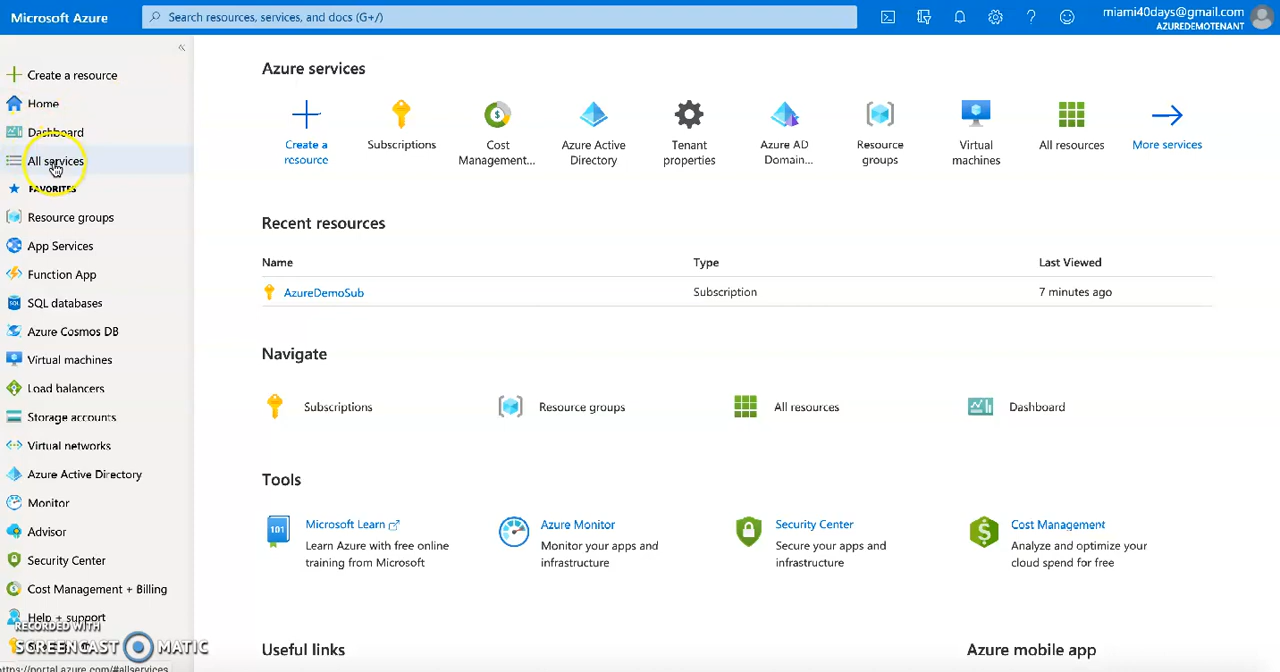 Microsoft Azure
Search resources, services, and docs (G+/)
miami40days@gmail.com
AZUREDEMOTENANT
«
Create a resource
Home
Dashboard
All services
FAVORITES
Resource groups
App Services
Function App
SQL databases
Azure Cosmos DB
Virtual machines
Load balancers
Storage accounts
Virtual networks
Azure Active Directory
Monitor
Advisor
Security Center
Cost Management + Billing
Help + support
RECORDED WITH
SCREENCAST MATIC
https://portal.azure.com/#allservices
Azure services
Create a
resource
Subscriptions
Cost
Management...
Azure Active
Directory
Tenant
properties
Azure AD
Domain...
Resource
groups
Virtual
machines
All resources
More services
Recent resources
Name Type Last Viewed
AzureDemoSub Subscription 7 minutes ago
Navigate
Subscriptions
Resource groups
All resources
Dashboard
Tools
101
Microsoft Learn
Learn Azure with free online
training from Microsoft
Azure Monitor
Monitor your apps and
infrastructure
Security Center
Secure your apps and
infrastructure
Cost Management
Analyze and optimize your
cloud spend for free
Useful links
Azure mobile app